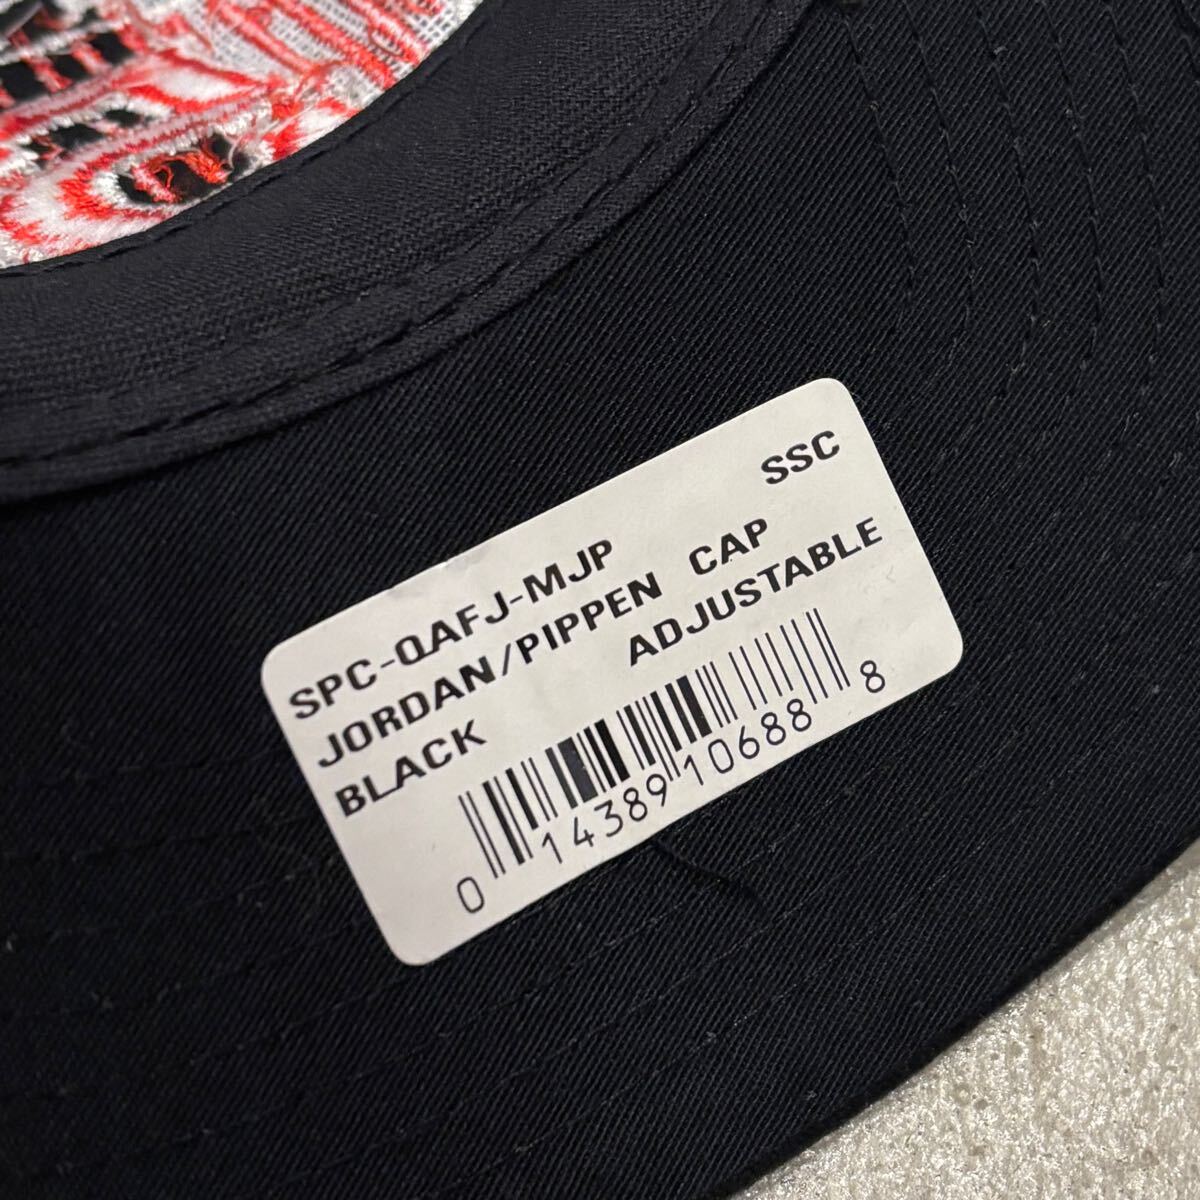 SSC
SPC-QAFJ-MJP
JORDAN/PIPPEN CAP
BLACK ADJUSTABLE
0 14389 10688 8